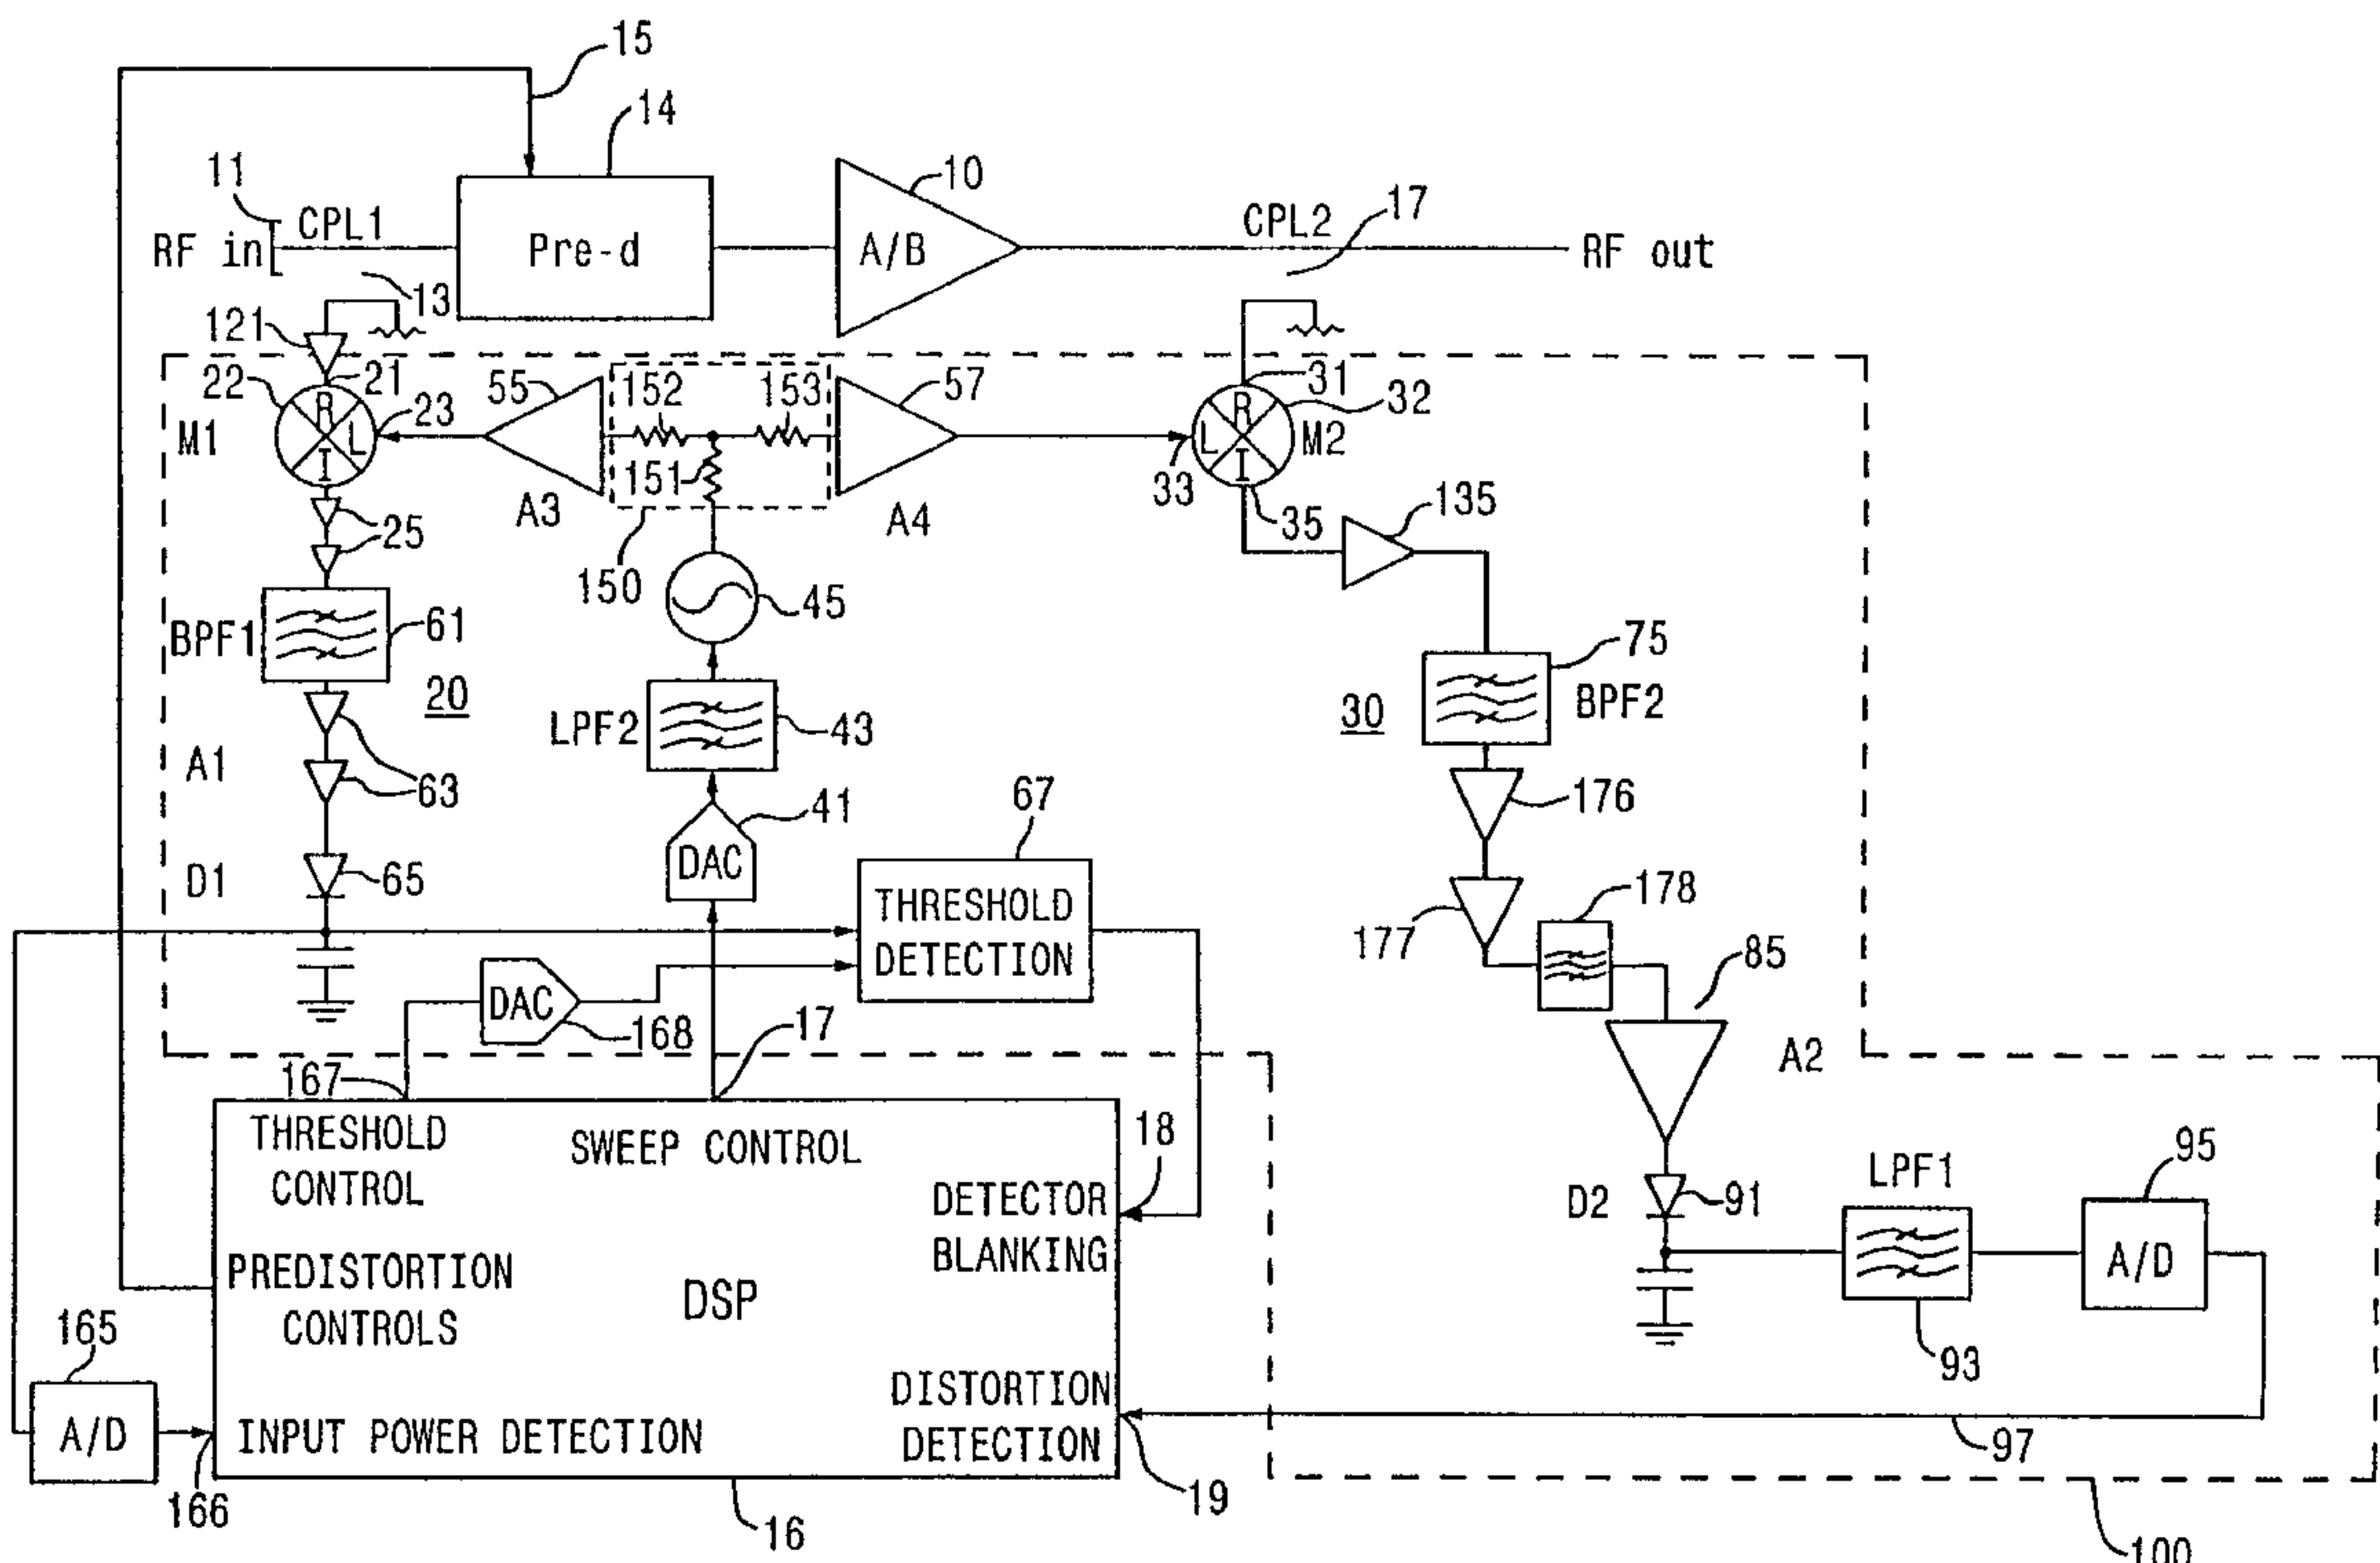 15
14
11
CPL1
RF in
Pre-d
10
A/B
CPL2
17
RF out
13
121
22
21
R
L
I
23
M1
55
152
153
57
151
A3
A4
150
31
32
R
L
I
M2
33
35
135
25
BPF1
61
20
45
LPF2
43
30
75
BPF2
A1
63
41
DAC
67
176
D1
65
THRESHOLD
DETECTION
177
178
DAC
168
17
85
A2
167
THRESHOLD
CONTROL
SWEEP CONTROL
18
DETECTOR
BLANKING
PREDISTORTION
CONTROLS
DSP
D2
91
LPF1
95
A/D
93
165
A/D
166
INPUT POWER DETECTION
DISTORTION
DETECTION
19
97
16
100